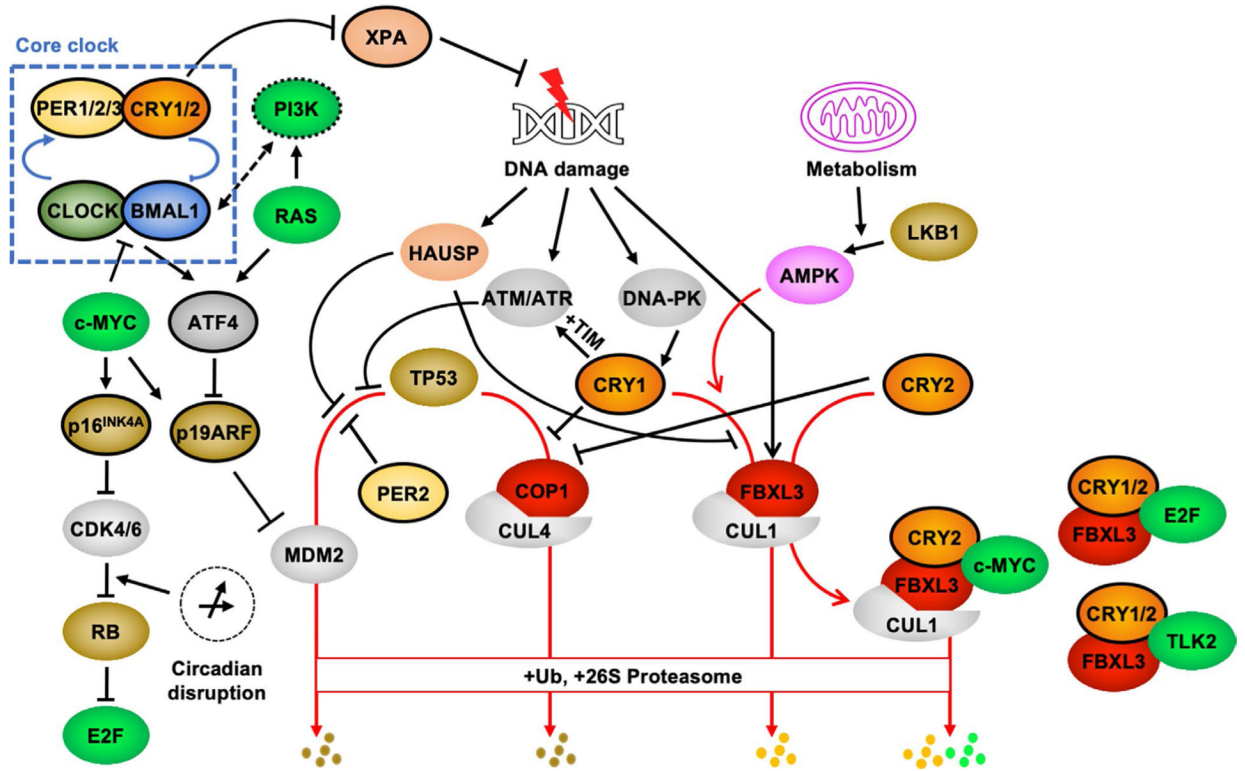 Core clock
XPA
PER1/2/3
CRY1/2
PI3K
DNA damage
Metabolism
CLOCK
BMAL1
RAS
HAUSP
LKB1
AMPK
ATM/ATR
DNA-PK
c-MYC
ATF4
+TIM
TP53
CRY1
CRY2
p16INK4A
p19ARF
PER2
COP1
FBXL3
CRY1/2
E2F
FBXL3
CDK4/6
MDM2
CUL4
CUL1
CRY2
c-MYC
FBXL3
CUL1
RB
CRY1/2
TLK2
FBXL3
Circadian
disruption
+Ub, +26S Proteasome
E2F